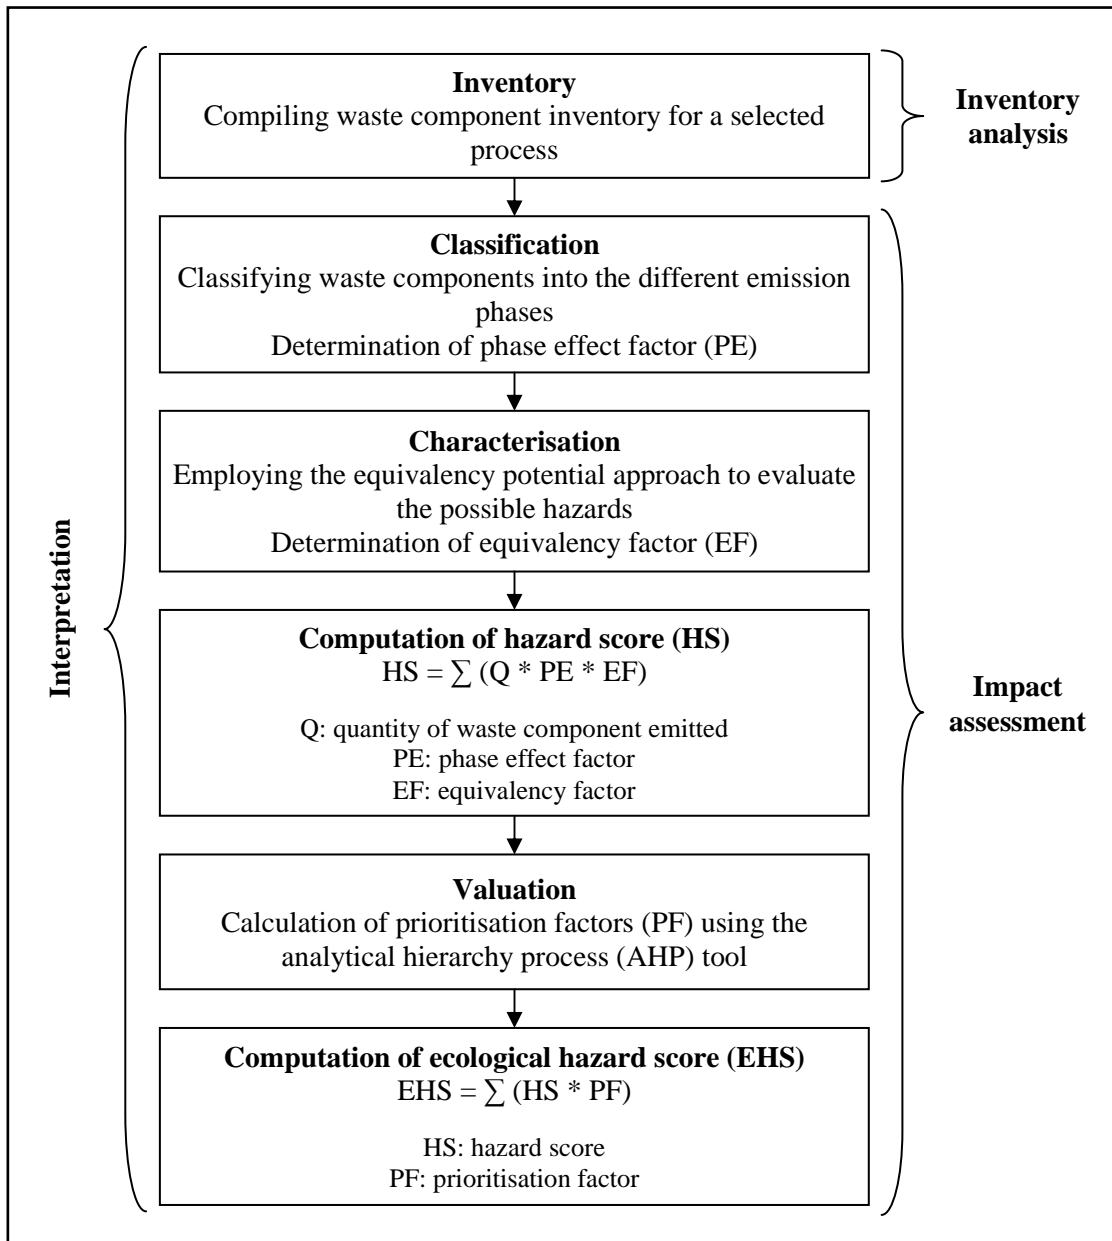 Interpretation
Inventory
Compiling waste component inventory for a selected
process
Inventory
analysis
Classification
Classifying waste components into the different emission
phases
Determination of phase effect factor (PE)
Characterisation
Employing the equivalency potential approach to evaluate
the possible hazards
Determination of equivalency factor (EF)
Computation of hazard score (HS)
HS = ∑ (Q * PE * EF)
Q: quantity of waste component emitted
PE: phase effect factor
EF: equivalency factor
Impact
assessment
Valuation
Calculation of prioritisation factors (PF) using the
analytical hierarchy process (AHP) tool
Computation of ecological hazard score (EHS)
EHS = ∑ (HS * PF)
HS: hazard score
PF: prioritisation factor